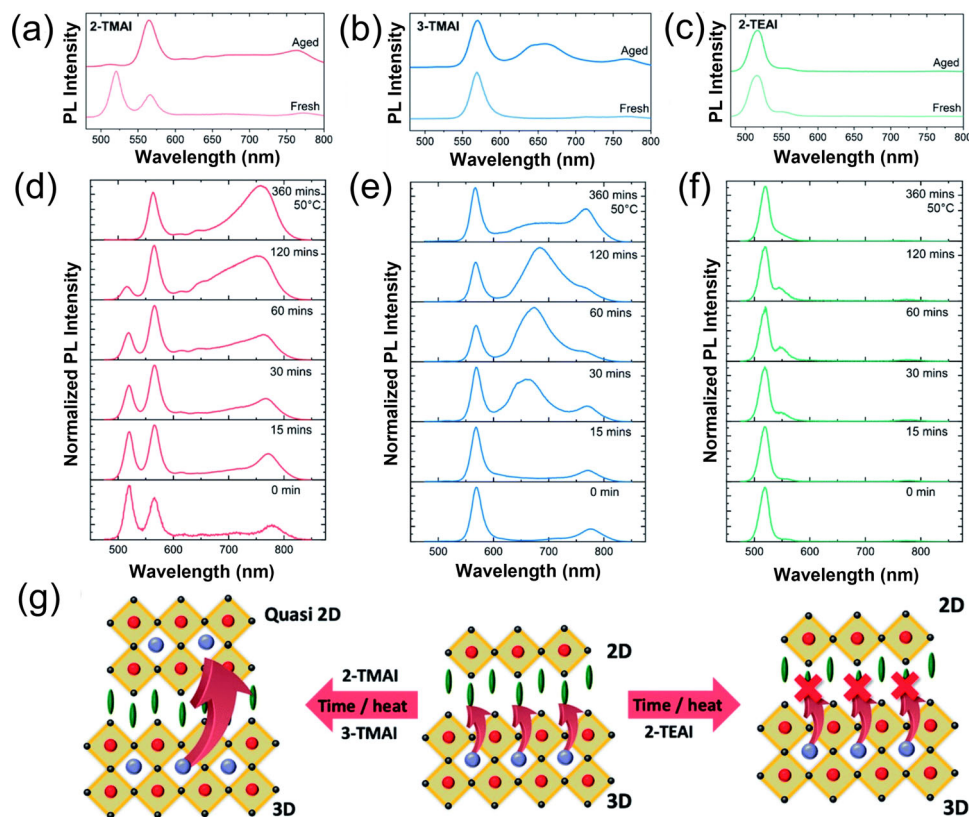 (a)
2-TMAI
Aged
Fresh
PL Intensity
500 550 600 650 700 750 800
Wavelength (nm)
(b)
3-TMAI
Aged
Fresh
PL Intensity
500 550 600 650 700 750 800
Wavelength (nm)
(c)
2-TEAI
Aged
Fresh
PL Intensity
500 550 600 650 700 750 800
Wavelength (nm)
(d)
360 mins
50°C
120 mins
60 mins
30 mins
15 mins
0 min
Normalized PL Intensity
500 600 700 800
Wavelength (nm)
(e)
360 mins
50°C
120 mins
60 mins
30 mins
15 mins
0 min
Normalized PL Intensity
500 600 700 800
Wavelength (nm)
(f)
360 mins
50°C
120 mins
60 mins
30 mins
15 mins
0 min
Normalized PL Intensity
500 600 700 800
Wavelength (nm)
(g)
Quasi 2D
3D
2-TMAI
Time / heat
3-TMAI
2D
3D
Time / heat
2-TEAI
2D
3D